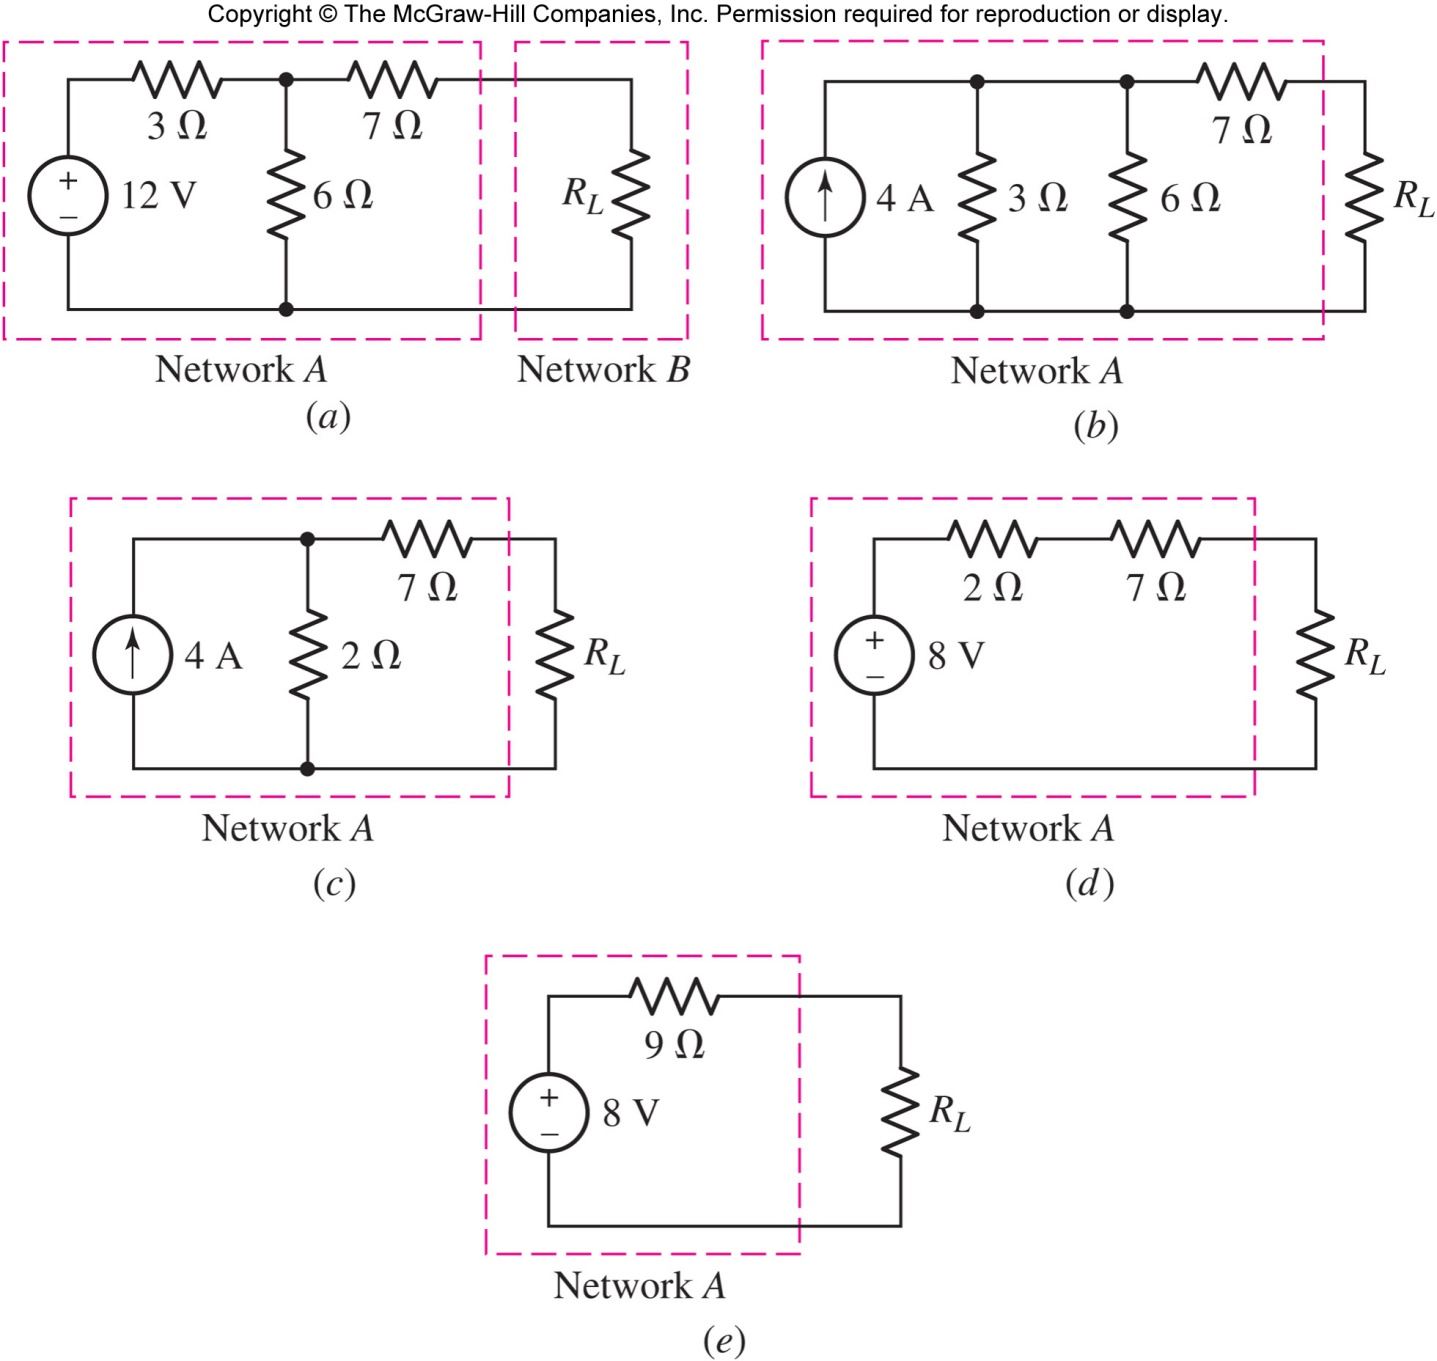 Copyright © The McGraw-Hill Companies, Inc. Permission required for reproduction or display.
3 Ω
7 Ω
+
−
12 V
6 Ω
R_L
Network A
Network B
(a)
7 Ω
4 A
3 Ω
6 Ω
R_L
Network A
(b)
7 Ω
4 A
2 Ω
R_L
Network A
(c)
2 Ω
7 Ω
+
−
8 V
R_L
Network A
(d)
9 Ω
+
−
8 V
R_L
Network A
(e)